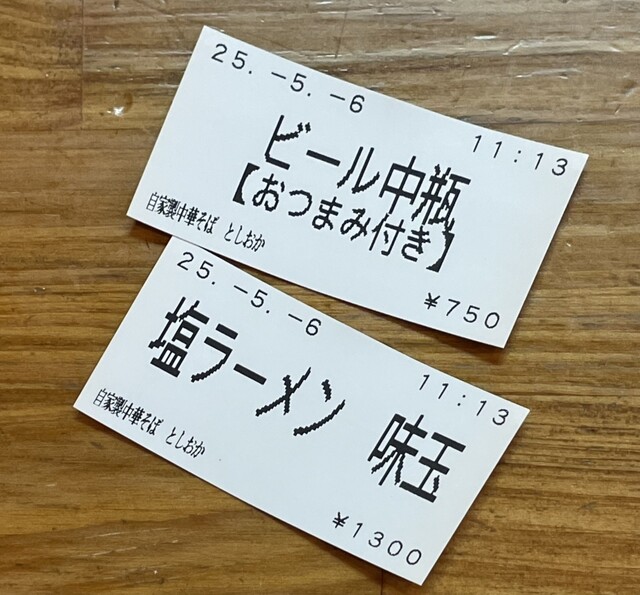 25.-5.-6 11:13
ビール中瓶
【おつまみ付き】
自家製中華そば としおか
¥750
25.-5.-6 11:13
塩ラーメン 味玉
自家製中華そば としおか
¥1300